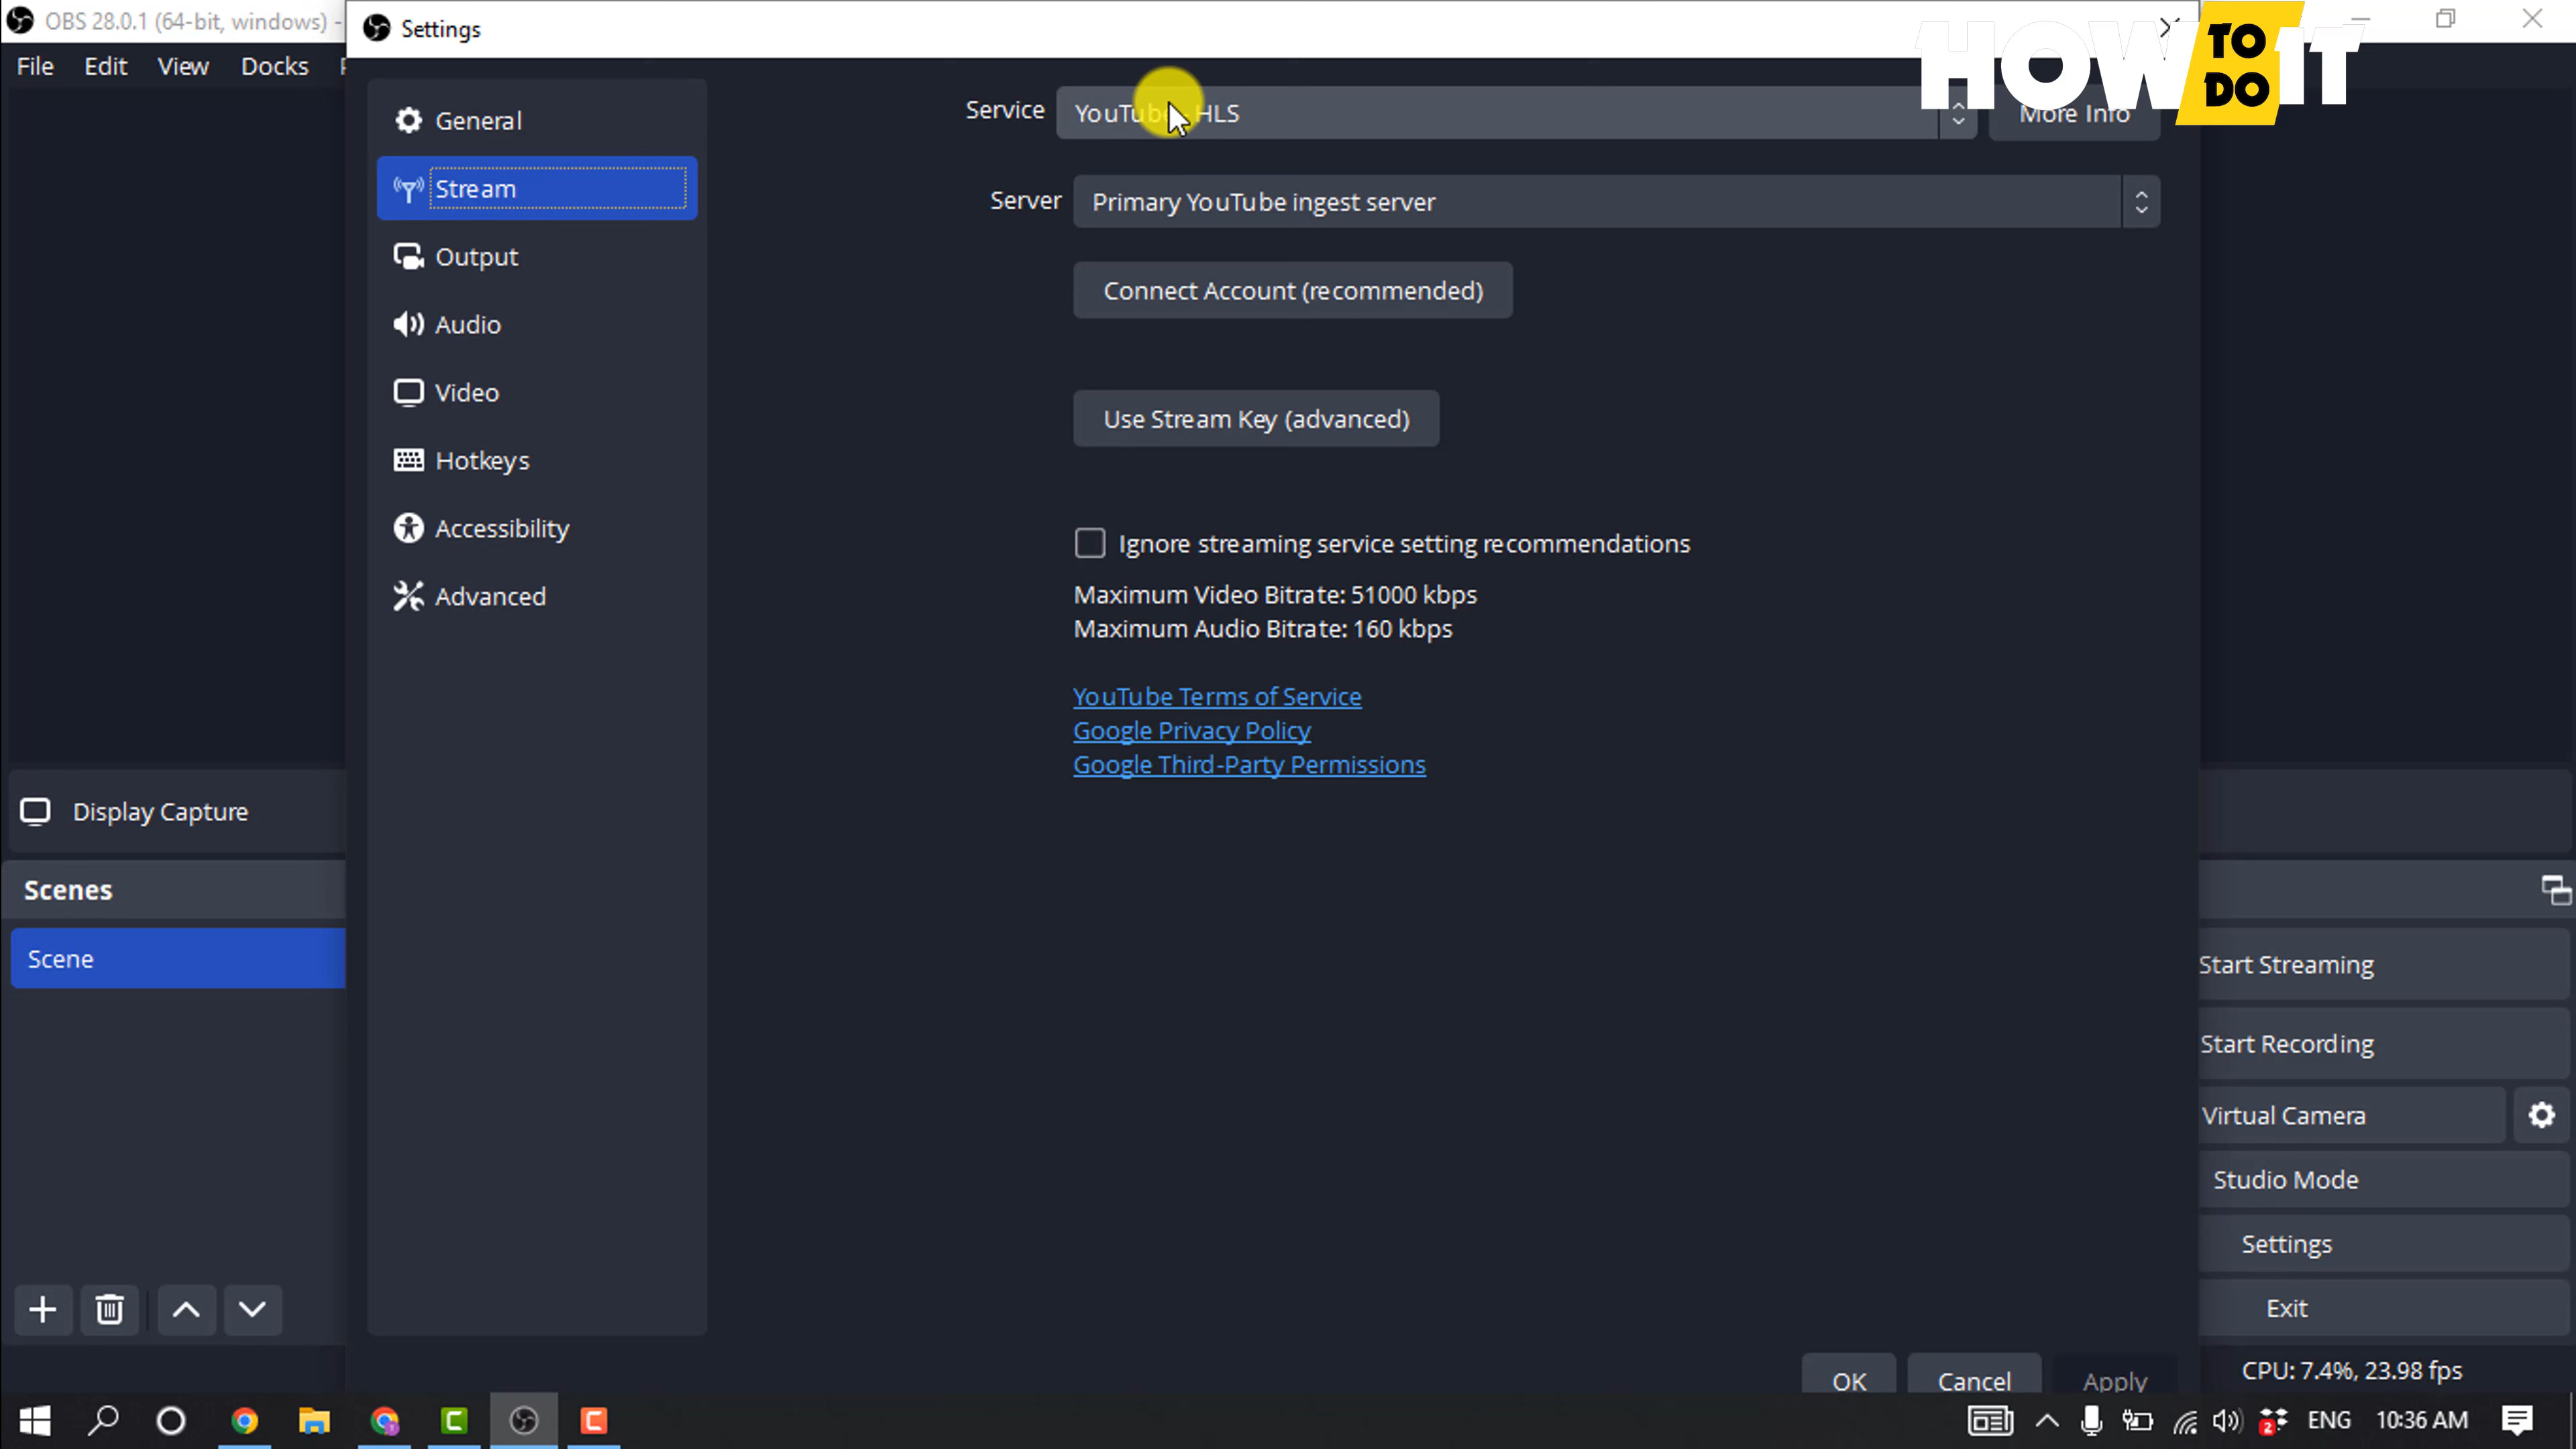 OBS 28.0.1 (64-bit, windows) -
Settings
HOW TO DO IT
File Edit View Docks
General
Stream
Output
Audio
Video
Hotkeys
Accessibility
Advanced
Service
HLS
More Info
Server
Primary YouTube ingest server
Connect Account (recommended)
Use Stream Key (advanced)
Ignore streaming service setting recommendations
Maximum Video Bitrate: 51000 kbps
Maximum Audio Bitrate: 160 kbps
YouTube Terms of Service
Google Privacy Policy
Google Third-Party Permissions
Display Capture
Scenes
Scene
Start Streaming
Start Recording
Virtual Camera
Studio Mode
Settings
Exit
OK Cancel Apply
CPU: 7.4%, 23.98 fps
2
ENG
10:36 AM